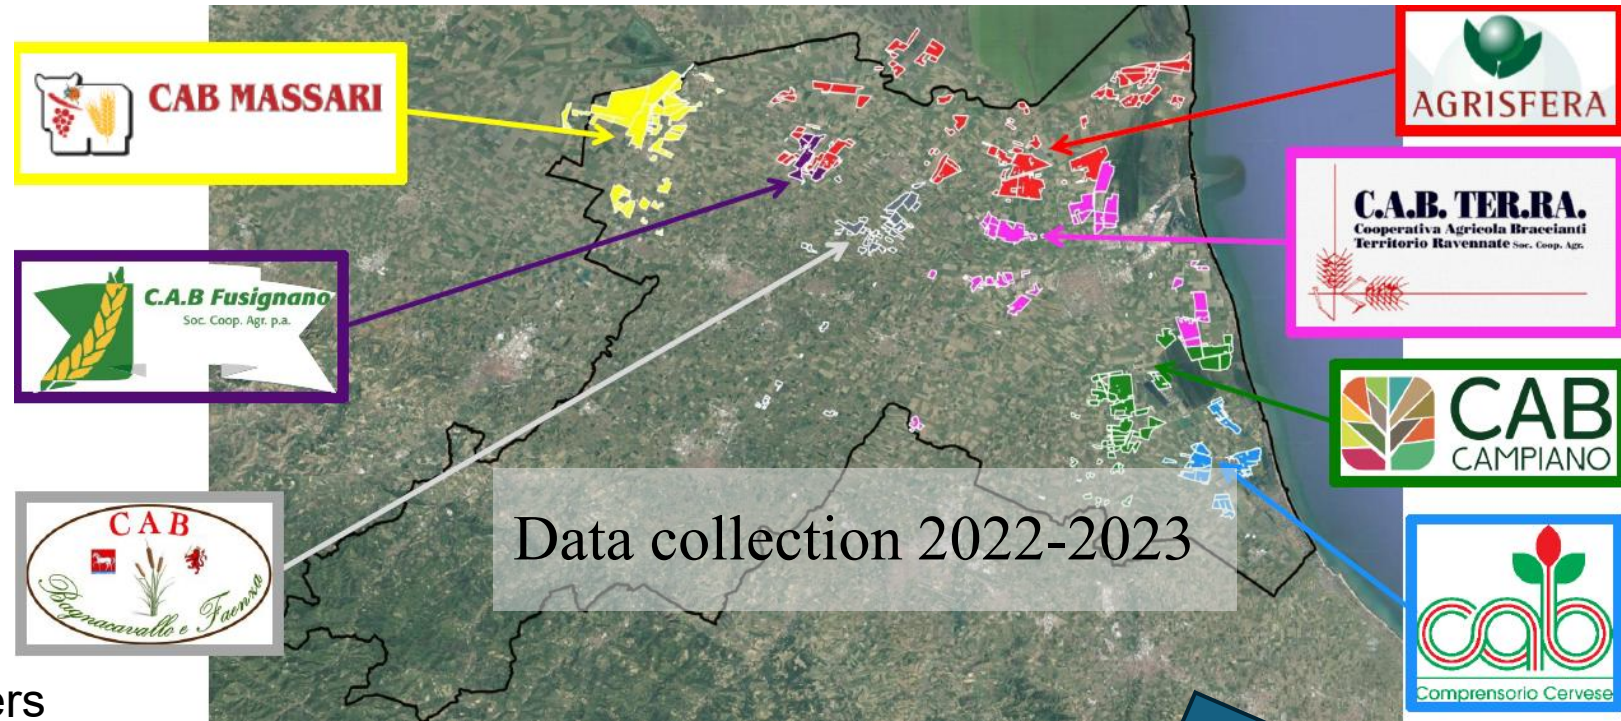 CAB MASSARI
AGRISFERA
C.A.B. TER.RA.
Cooperativa Agricola Braccianti
Territorio Ravennate Soc. Coop. Agr.
C.A.B Fusignano
Soc. Coop. Agr. p.a.
CAB
CAMPIANO
CAB
Bagnacavallo e Faenza
Data collection 2022-2023
cab
Comprensorio Cervese
ers